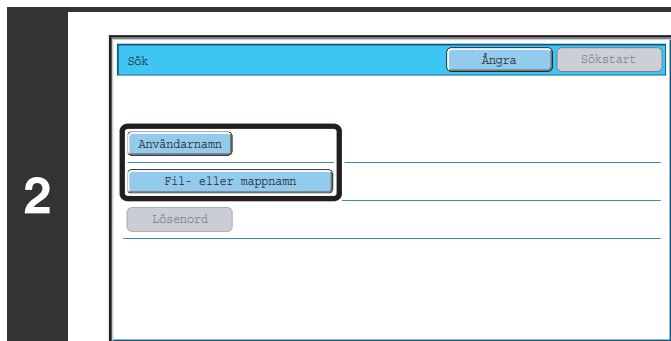 2
Sök Ångra Sökstart
Användarnamn
Fil- eller mappnamn
Lösenord